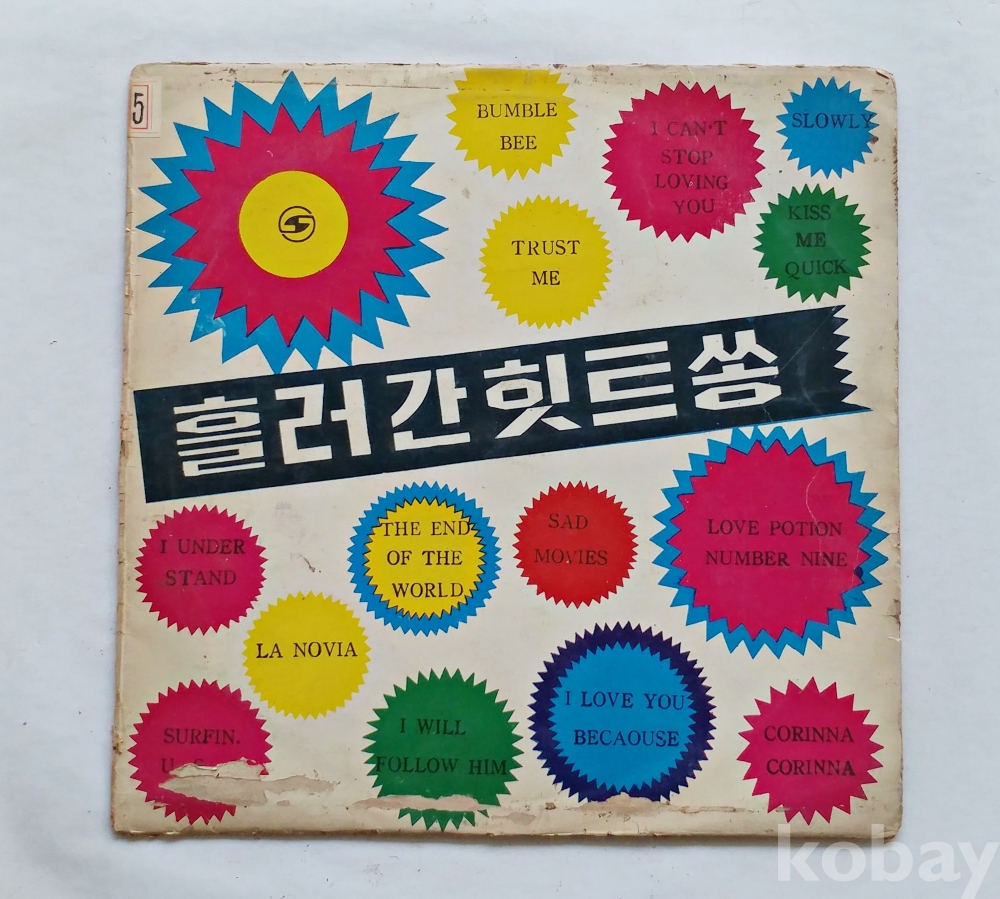 5
BUMBLE
BEE
I CAN'T
STOP
LOVING
YOU
SLOWLY
TRUST
ME
KISS
ME
QUICK
흘러간 힛트쏭
I UNDER
STAND
THE END
OF THE
WORLD
SAD
MOVIES
LOVE POTION
NUMBER NINE
LA NOVIA
SURFIN.
I WILL
FOLLOW HIM
I LOVE YOU
BECAOUSE
CORINNA
CORINNA
kobay